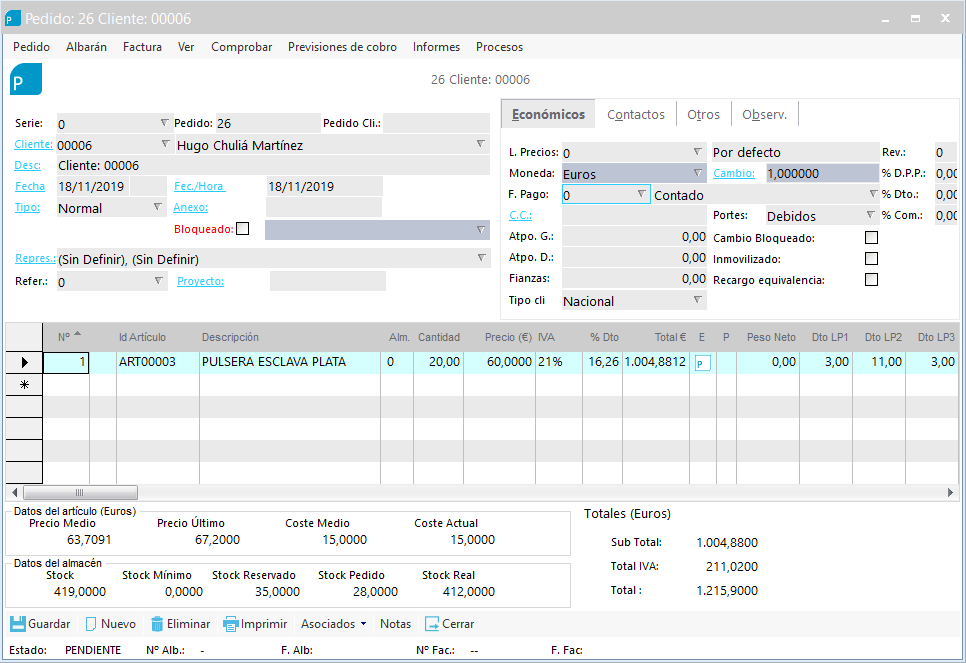 Pedido: 26 Cliente: 00006
Pedido Albarán Factura Ver Comprobar Previsiones de cobro Informes Procesos
P 26 Cliente: 00006
Serie: 0 Pedido: 26 Pedido Cli.:
Cliente: 00006 Hugo Chuliá Martínez
Desc: Cliente: 00006
Fecha 18/11/2019 Fec./Hora 18/11/2019
Tipo: Normal Anexo:
Bloqueado:
Repres.: (Sin Definir), (Sin Definir)
Refer.: 0 Proyecto:
Económicos Contactos Otros Observ.
L. Precios: 0 Por defecto Rev.: 0
Moneda: Euros Cambio: 1,000000 % D.P.P.: 0,00
F. Pago: 0 Contado % Dto.: 0,00
C.C.: Portes: Debidos % Com.: 0,00
Atpo. G.: 0,00 Cambio Bloqueado:
Atpo. D.: 0,00 Inmovilizado:
Fianzas: 0,00 Recargo equivalencia:
Tipo cli Nacional
Nº Id Artículo Descripción Alm. Cantidad Precio (€) IVA % Dto Total € E P Peso Neto Dto LP1 Dto LP2 Dto LP3
1 ART00003 PULSERA ESCLAVA PLATA 0 20,00 60,0000 21% 16,26 1.004,8812 P 0,00 3,00 11,00 3,00
Datos del artículo (Euros)
Precio Medio Precio Último Coste Medio Coste Actual
63,7091 67,2000 15,0000 15,0000
Datos del almacén
Stock Stock Mínimo Stock Reservado Stock Pedido Stock Real
419,0000 0,0000 35,0000 28,0000 412,0000
Totales (Euros)
Sub Total: 1.004,8800
Total IVA: 211,0200
Total : 1.215,9000
Guardar Nuevo Eliminar Imprimir Asociados Notas Cerrar
Estado: PENDIENTE Nº Alb.: - F. Alb: Nº Fac.: -- F. Fac: